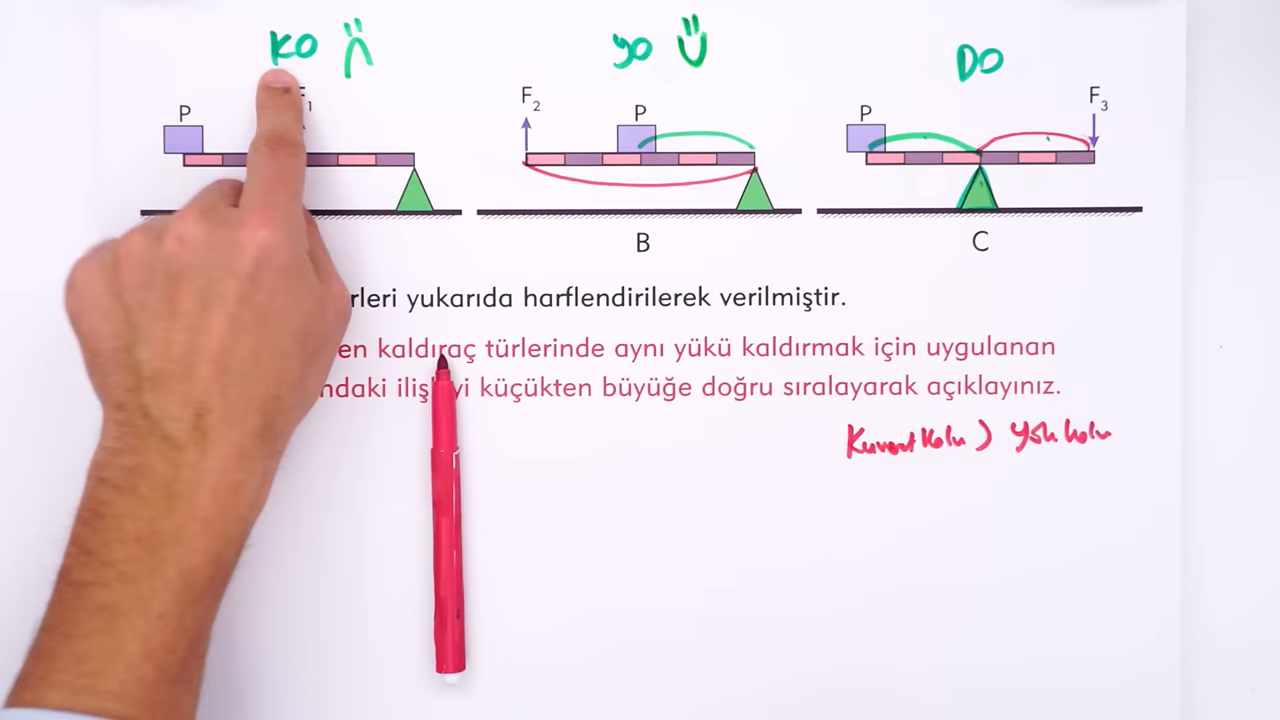 KO YO DO
P F1 F2 P P F3
B C
rleri yukarıda harflendirilerek verilmiştir.
en kaldıraç türlerinde aynı yükü kaldırmak için uygulanan
ndaki ilişkiyi küçükten büyüğe doğru sıralayarak açıklayınız.
Kuvvet Kolu > Yük kolu